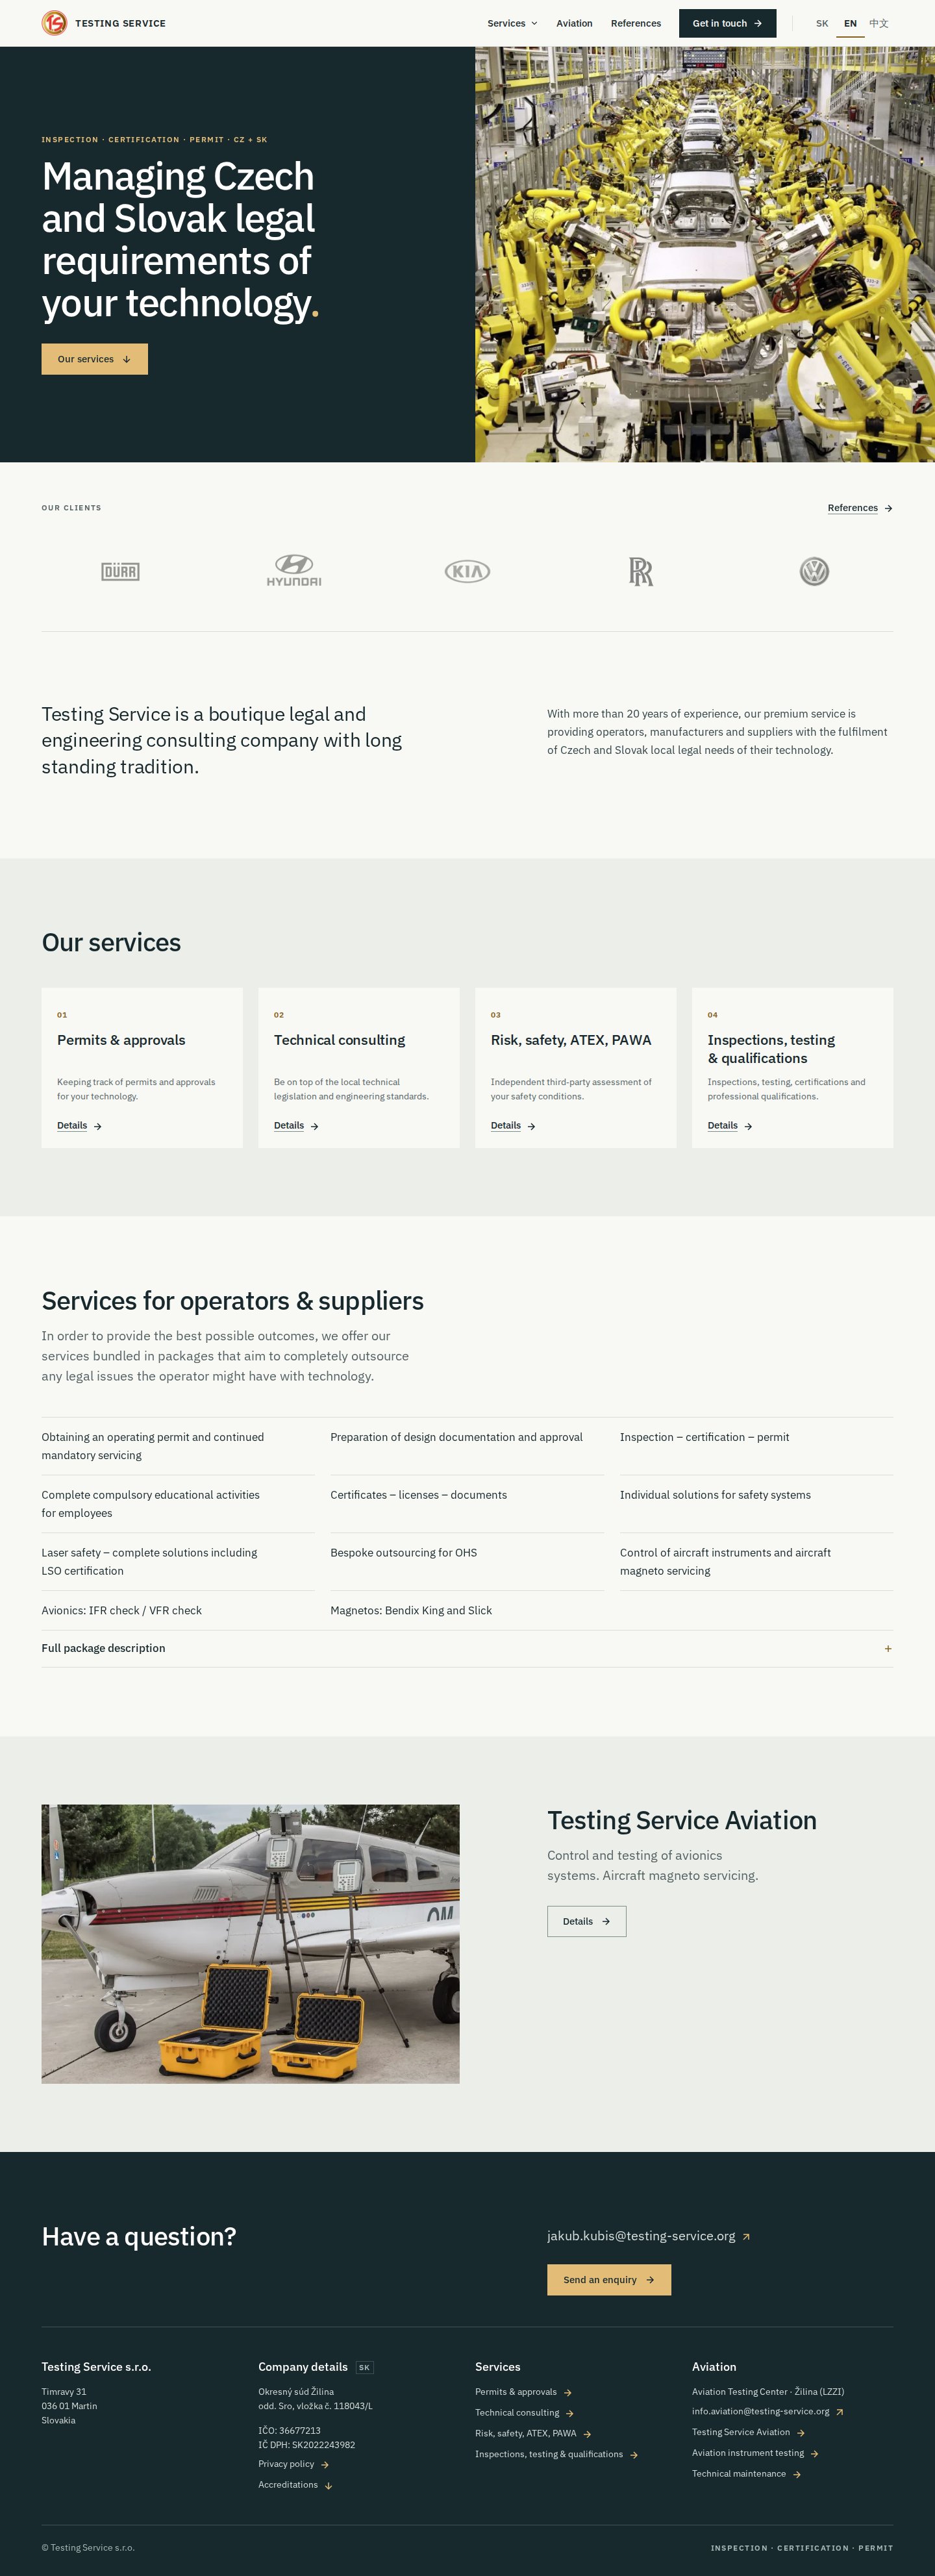 TESTING SERVICE
Services
Aviation
References
Get in touch
SK
EN
中文
INSPECTION · CERTIFICATION · PERMIT · CZ + SK
Managing Czech
and Slovak legal
requirements of
your technology.
Our services
OUR CLIENTS
References
DÜRR
HYUNDAI
KIA
RR
VW
Testing Service is a boutique legal and
engineering consulting company with long
standing tradition.
With more than 20 years of experience, our premium service is
providing operators, manufacturers and suppliers with the fulfilment
of Czech and Slovak local legal needs of their technology.
Our services
01
Permits & approvals
Keeping track of permits and approvals
for your technology.
Details
02
Technical consulting
Be on top of the local technical
legislation and engineering standards.
Details
03
Risk, safety, ATEX, PAWA
Independent third-party assessment of
your safety conditions.
Details
04
Inspections, testing
& qualifications
Inspections, testing, certifications and
professional qualifications.
Details
Services for operators & suppliers
In order to provide the best possible outcomes, we offer our
services bundled in packages that aim to completely outsource
any legal issues the operator might have with technology.
Obtaining an operating permit and continued
mandatory servicing
Preparation of design documentation and approval
Inspection – certification – permit
Complete compulsory educational activities
for employees
Certificates – licenses – documents
Individual solutions for safety systems
Laser safety – complete solutions including
LSO certification
Bespoke outsourcing for OHS
Control of aircraft instruments and aircraft
magneto servicing
Avionics: IFR check / VFR check
Magnetos: Bendix King and Slick
Full package description
+
OM
Testing Service Aviation
Control and testing of avionics
systems. Aircraft magneto servicing.
Details
Have a question?
jakub.kubis@testing-service.org
Send an enquiry
Testing Service s.r.o.
Timravy 31
036 01 Martin
Slovakia
Company details SK
Okresný súd Žilina
odd. Sro, vložka č. 118043/L
IČO: 36677213
IČ DPH: SK2022243982
Privacy policy
Accreditations
Services
Permits & approvals
Technical consulting
Risk, safety, ATEX, PAWA
Inspections, testing & qualifications
Aviation
Aviation Testing Center · Žilina (LZZI)
info.aviation@testing-service.org
Testing Service Aviation
Aviation instrument testing
Technical maintenance
© Testing Service s.r.o.
INSPECTION · CERTIFICATION · PERMIT